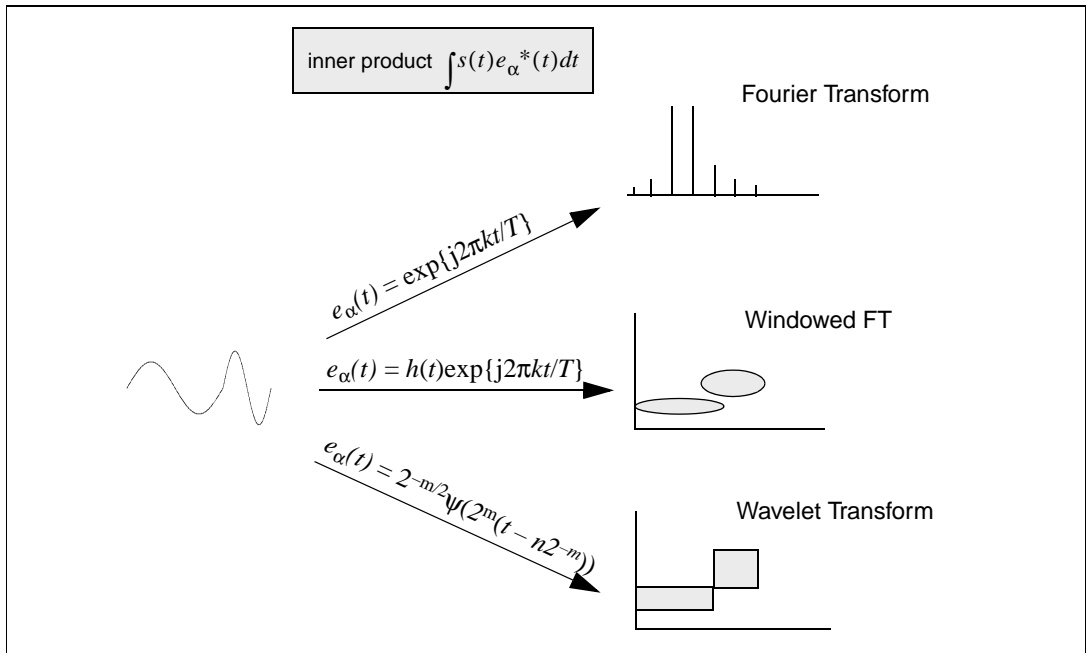 inner product ∫s(t)e_α*(t)dt
Fourier Transform
e_α(t) = exp{j2πkt/T}
Windowed FT
e_α(t) = h(t)exp{j2πkt/T}
Wavelet Transform
e_α(t) = 2^{–m/2}ψ(2^m(t – n2^{–m}))